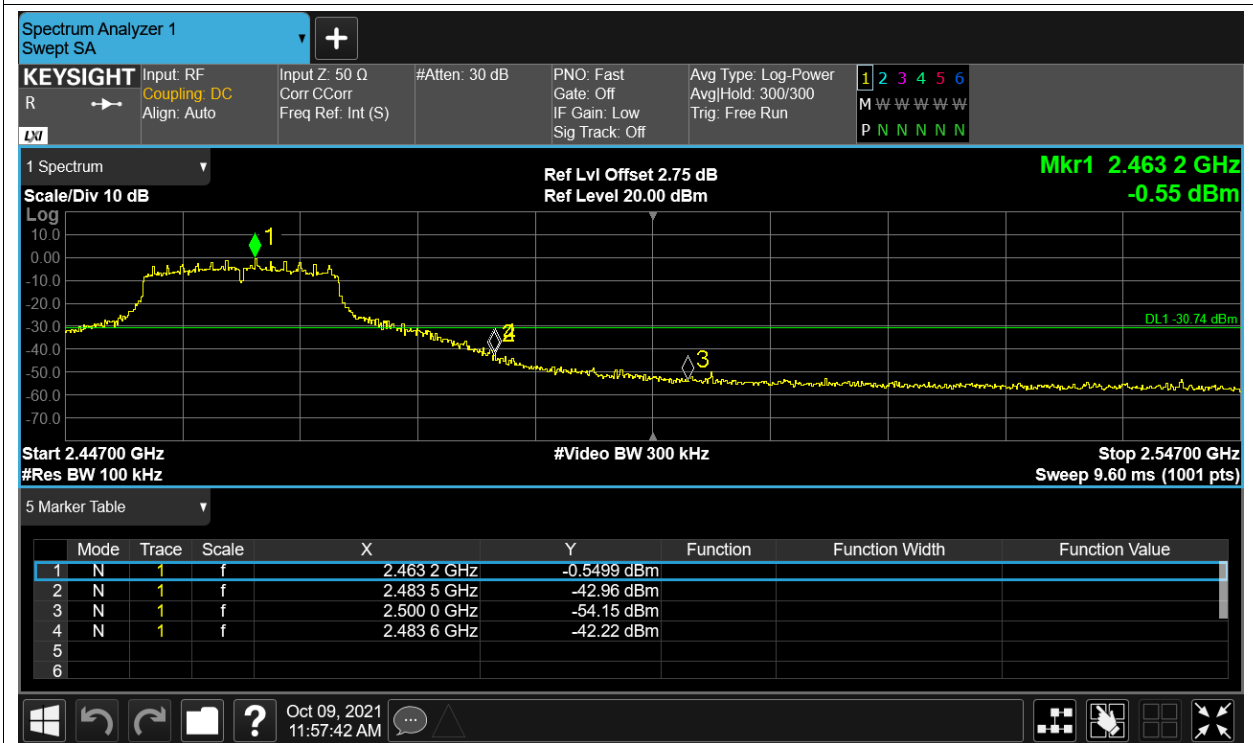 Spectrum Analyzer 1
Swept SA
KEYSIGHT
R
LXI
Input: RF
Coupling: DC
Align: Auto
Input Z: 50 Ω
Corr CCorr
Freq Ref: Int (S)
#Atten: 30 dB
PNO: Fast
Gate: Off
IF Gain: Low
Sig Track: Off
Avg Type: Log-Power
Avg|Hold: 300/300
Trig: Free Run
1 2 3 4 5 6
M W W W W W W
P N N N N N N
1 Spectrum
Scale/Div 10 dB
Ref Lvl Offset 2.75 dB
Ref Level 20.00 dBm
Mkr1 2.463 2 GHz
-0.55 dBm
Log
10.0
0.00
-10.0
-20.0
-30.0
-40.0
-50.0
-60.0
-70.0
1
2
3
DL1 -30.74 dBm
Start 2.44700 GHz
#Video BW 300 kHz
Stop 2.54700 GHz
#Res BW 100 kHz
Sweep 9.60 ms (1001 pts)
5 Marker Table
Mode Trace Scale X Y Function Function Width Function Value
1 N 1 f 2.463 2 GHz -0.5499 dBm
2 N 1 f 2.483 5 GHz -42.96 dBm
3 N 1 f 2.500 0 GHz -54.15 dBm
4 N 1 f 2.483 6 GHz -42.22 dBm
5
6
?
Oct 09, 2021
11:57:42 AM